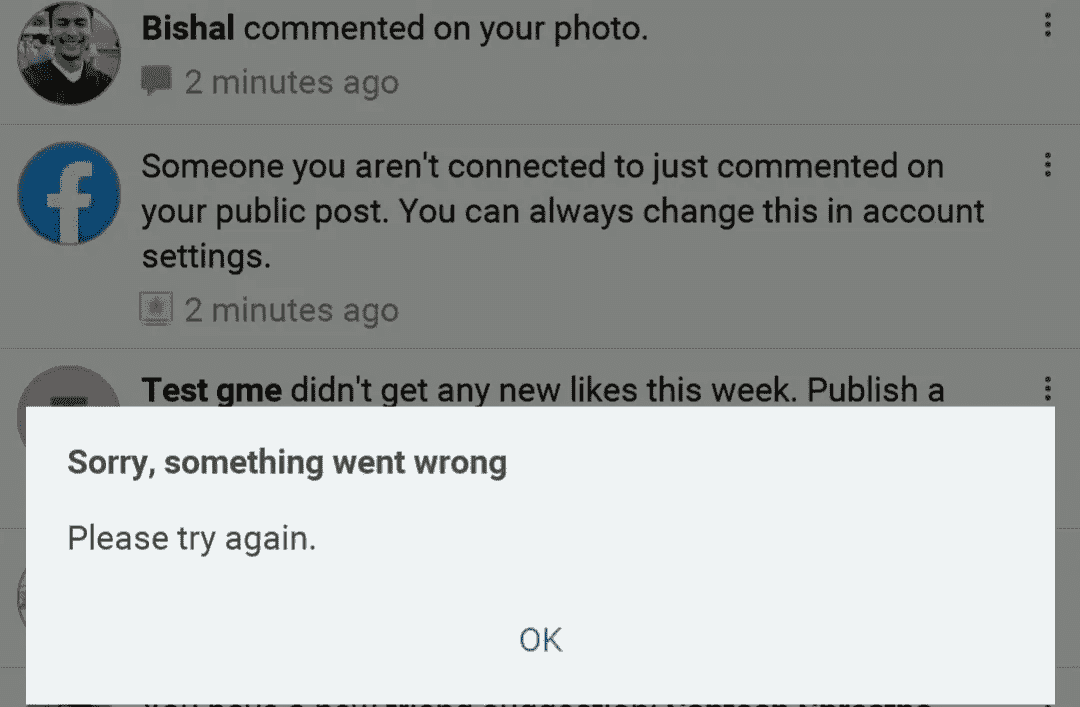 Bishal commented on your photo.
2 minutes ago
Someone you aren't connected to just commented on
your public post. You can always change this in account
settings.
2 minutes ago
Test gme didn't get any new likes this week. Publish a
Sorry, something went wrong
Please try again.
OK